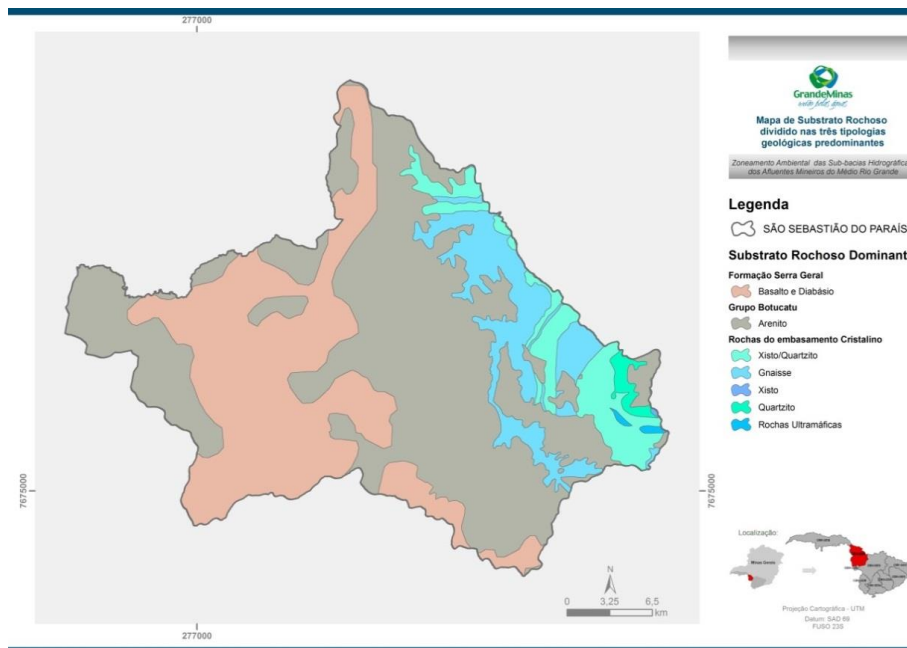 277000
GrandeMinas
Mapa de Substrato Rochoso
dividido nas três tipologias
geológicas predominantes
Zoneamento Ambiental das Sub-bacias Hidrográfica
dos Afluentes Mineiros do Médio Rio Grande
Legenda
SÃO SEBASTIÃO DO PARAÍS
Substrato Rochoso Dominant
Formação Serra Geral
Basalto e Diabásio
Grupo Botucatu
Arenito
Rochas do embasamento Cristalino
Xisto/Quartzito
Gnaisse
Xisto
Quartzito
Rochas Ultramáficas
7675000
7675000
Localização:
Minas Gerais
N
0 3,25 6,5
km
Projeção Cartográfica - UTM
Datum: SAD 69
FUSO 23S
277000